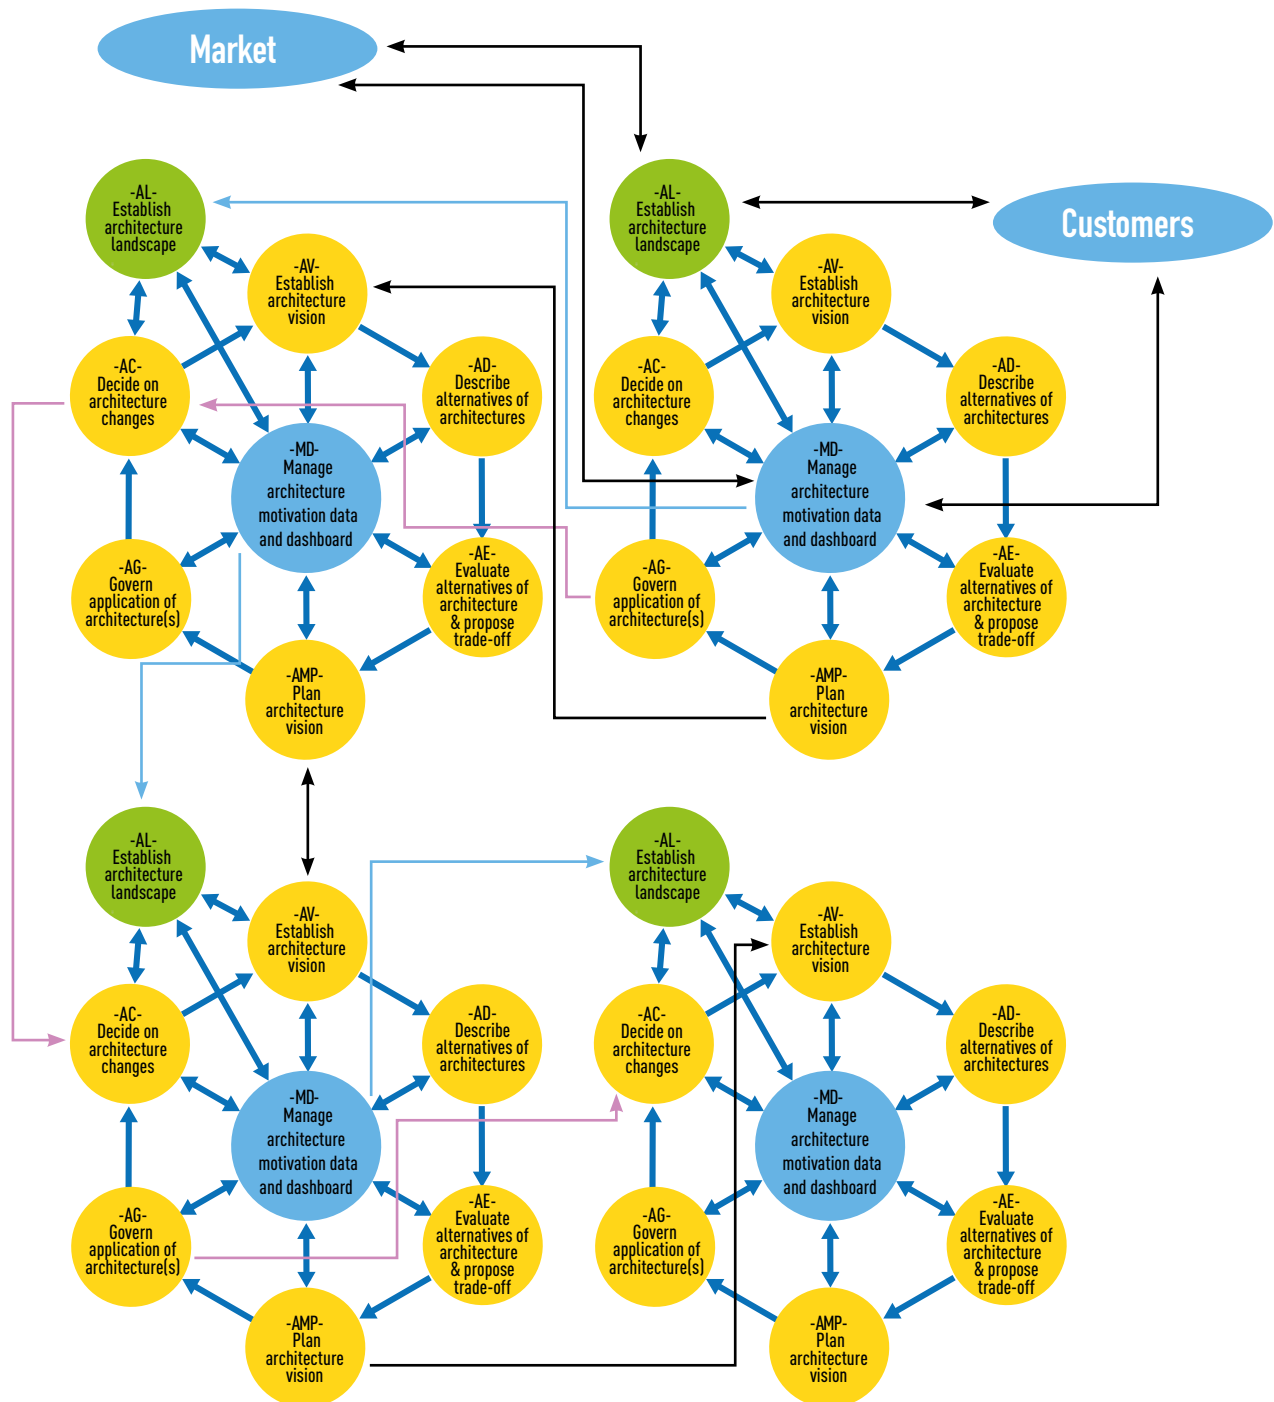 Market
Customers
-AL-
Establish
architecture
landscape
-AV-
Establish
architecture
vision
-AD-
Describe
alternatives of
architectures
-AC-
Decide on
architecture
changes
-MD-
Manage
architecture
motivation data
and dashboard
-AG-
Govern
application of
architecture(s)
-AE-
Evaluate
alternatives of
architecture
& propose
trade-off
-AMP-
Plan
architecture
vision
-AL-
Establish
architecture
landscape
-AV-
Establish
architecture
vision
-AD-
Describe
alternatives of
architectures
-AC-
Decide on
architecture
changes
-MD-
Manage
architecture
motivation data
and dashboard
-AG-
Govern
application of
architecture(s)
-AE-
Evaluate
alternatives of
architecture
& propose
trade-off
-AMP-
Plan
architecture
vision
-AL-
Establish
architecture
landscape
-AV-
Establish
architecture
vision
-AD-
Describe
alternatives of
architectures
-AC-
Decide on
architecture
changes
-MD-
Manage
architecture
motivation data
and dashboard
-AG-
Govern
application of
architecture(s)
-AE-
Evaluate
alternatives of
architecture
& propose
trade-off
-AMP-
Plan
architecture
vision
-AL-
Establish
architecture
landscape
-AV-
Establish
architecture
vision
-AD-
Describe
alternatives of
architectures
-AC-
Decide on
architecture
changes
-MD-
Manage
architecture
motivation data
and dashboard
-AG-
Govern
application of
architecture(s)
-AE-
Evaluate
alternatives of
architecture
& propose
trade-off
-AMP-
Plan
architecture
vision